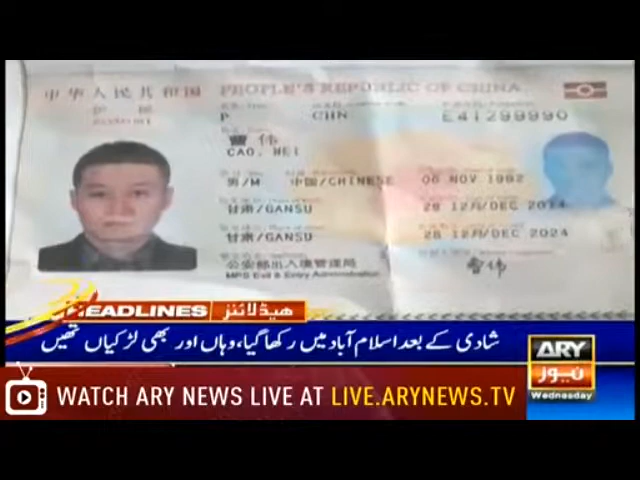 中华人民共和国 PEOPLE'S REPUBLIC OF CHINA
护 照
P CHN E41299990
曹 伟
CAO, WEI
男/M 中国/CHINESE 06 NOV 1982
甘肃/GANSU 28 12月/DEC 2014
甘肃/GANSU 28 12月/DEC 2024
公安部出入境管理局
MPS Exit & Entry Administration
曹伟
HEADLINES ہیڈلائنز
شادی کے بعد اسلام آباد میں رکھا گیا، وہاں اور بھی لڑکیاں تھیں
ARY
نیوز
WATCH ARY NEWS LIVE AT LIVE.ARYNEWS.TV
Wednesday